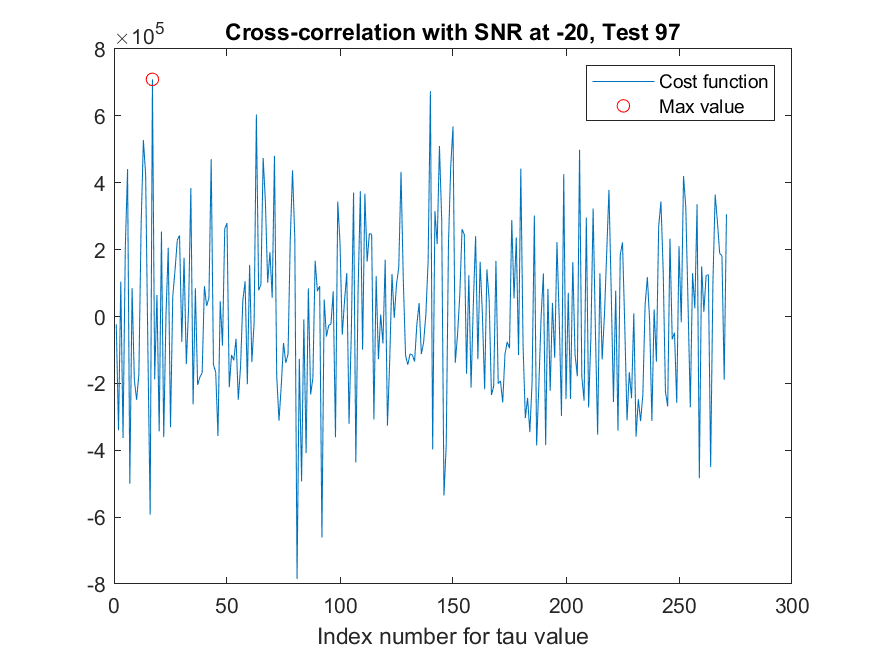 Cross-correlation with SNR at -20, Test 97
×10^5
Cost function
Max value
8
6
4
2
0
-2
-4
-6
-8
0 50 100 150 200 250 300
Index number for tau value